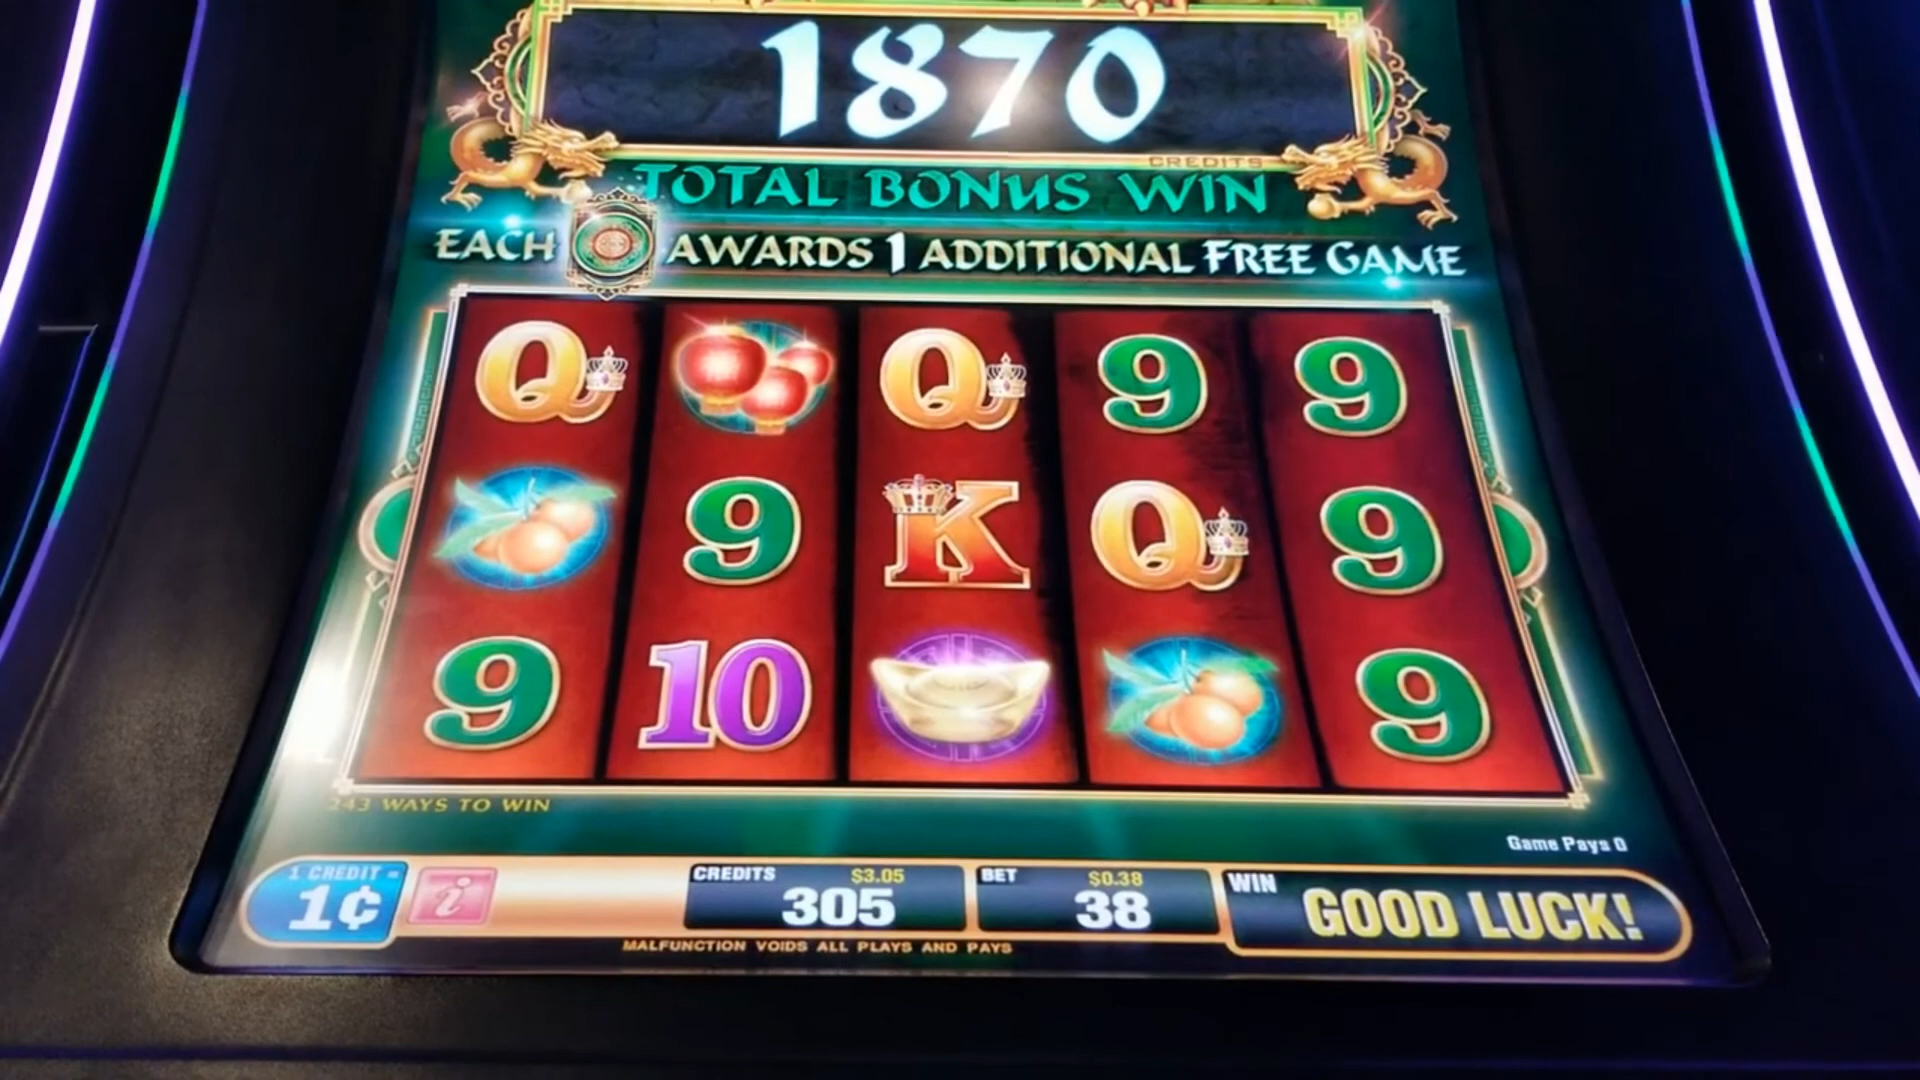 1870
CREDITS
TOTAL BONUS WIN
EACH AWARDS 1 ADDITIONAL FREE GAME
Q Q 9 9
9 K Q 9
9 10 9
243 WAYS TO WIN
Game Pays 0
1 CREDIT =
1¢
i
CREDITS $3.05
305
BET $0.38
38
WIN
GOOD LUCK!
MALFUNCTION VOIDS ALL PLAYS AND PAYS